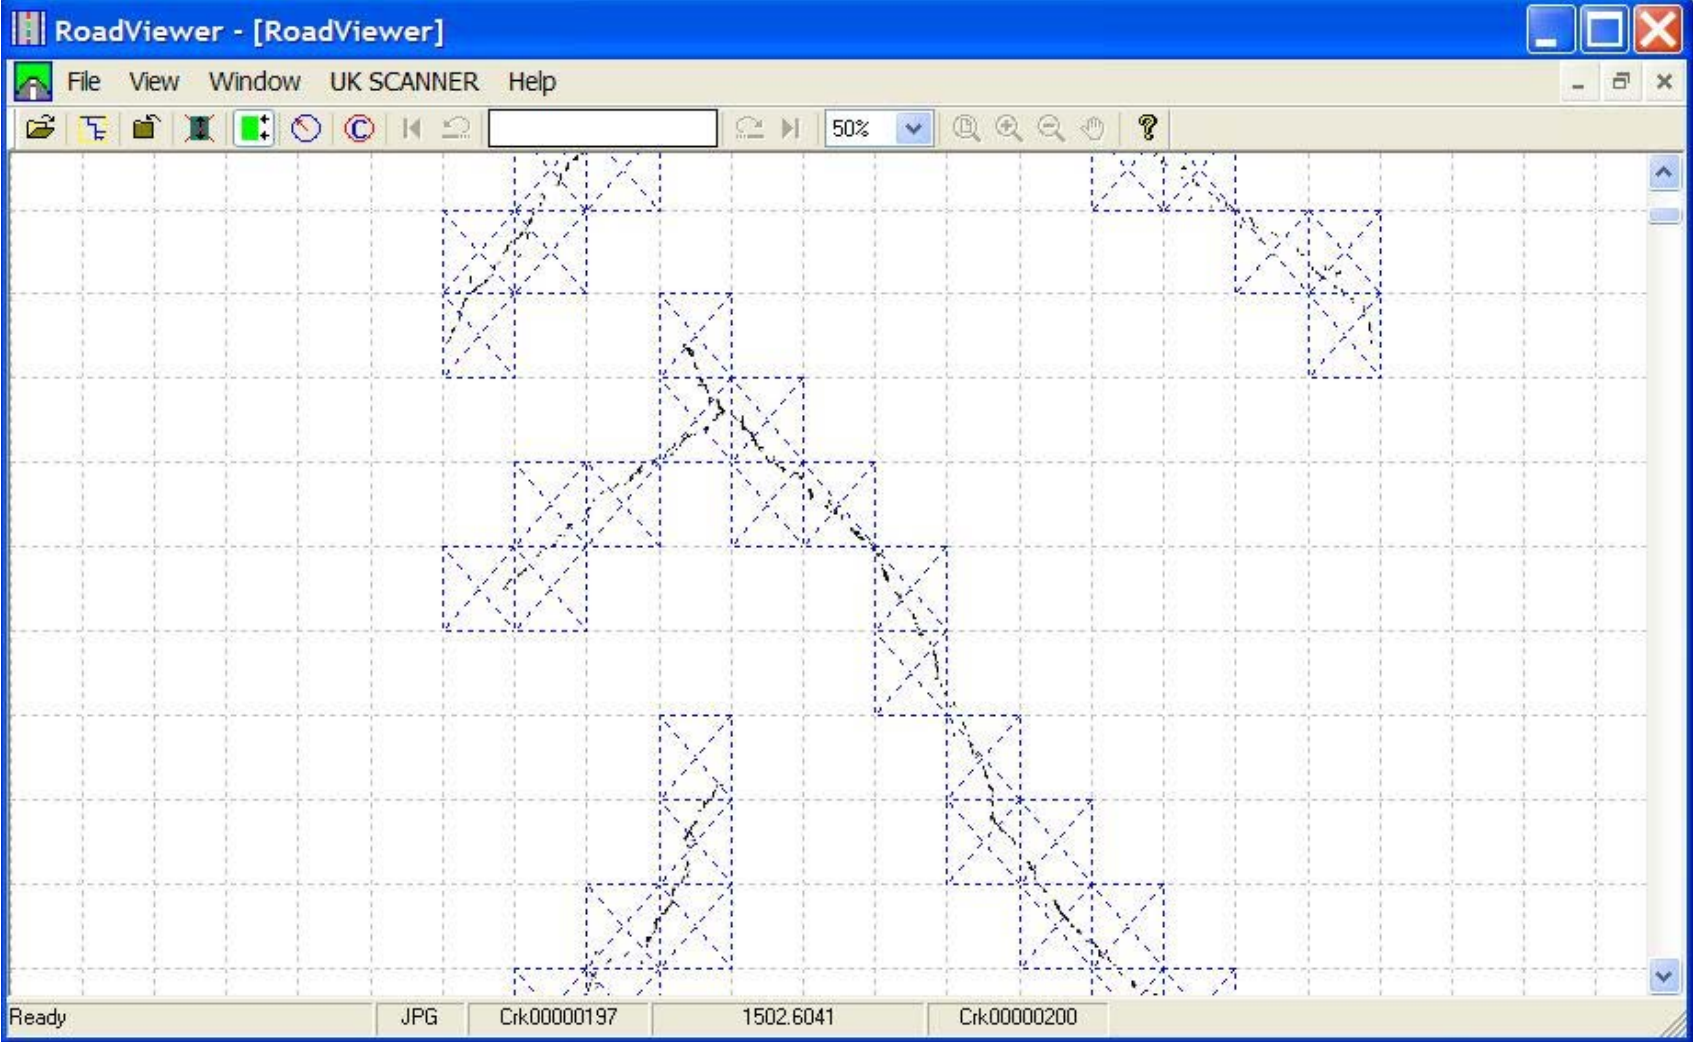 RoadViewer - [RoadViewer]
File View Window UK SCANNER Help
50%
Ready JPG Crk00000197 1502.6041 Crk00000200